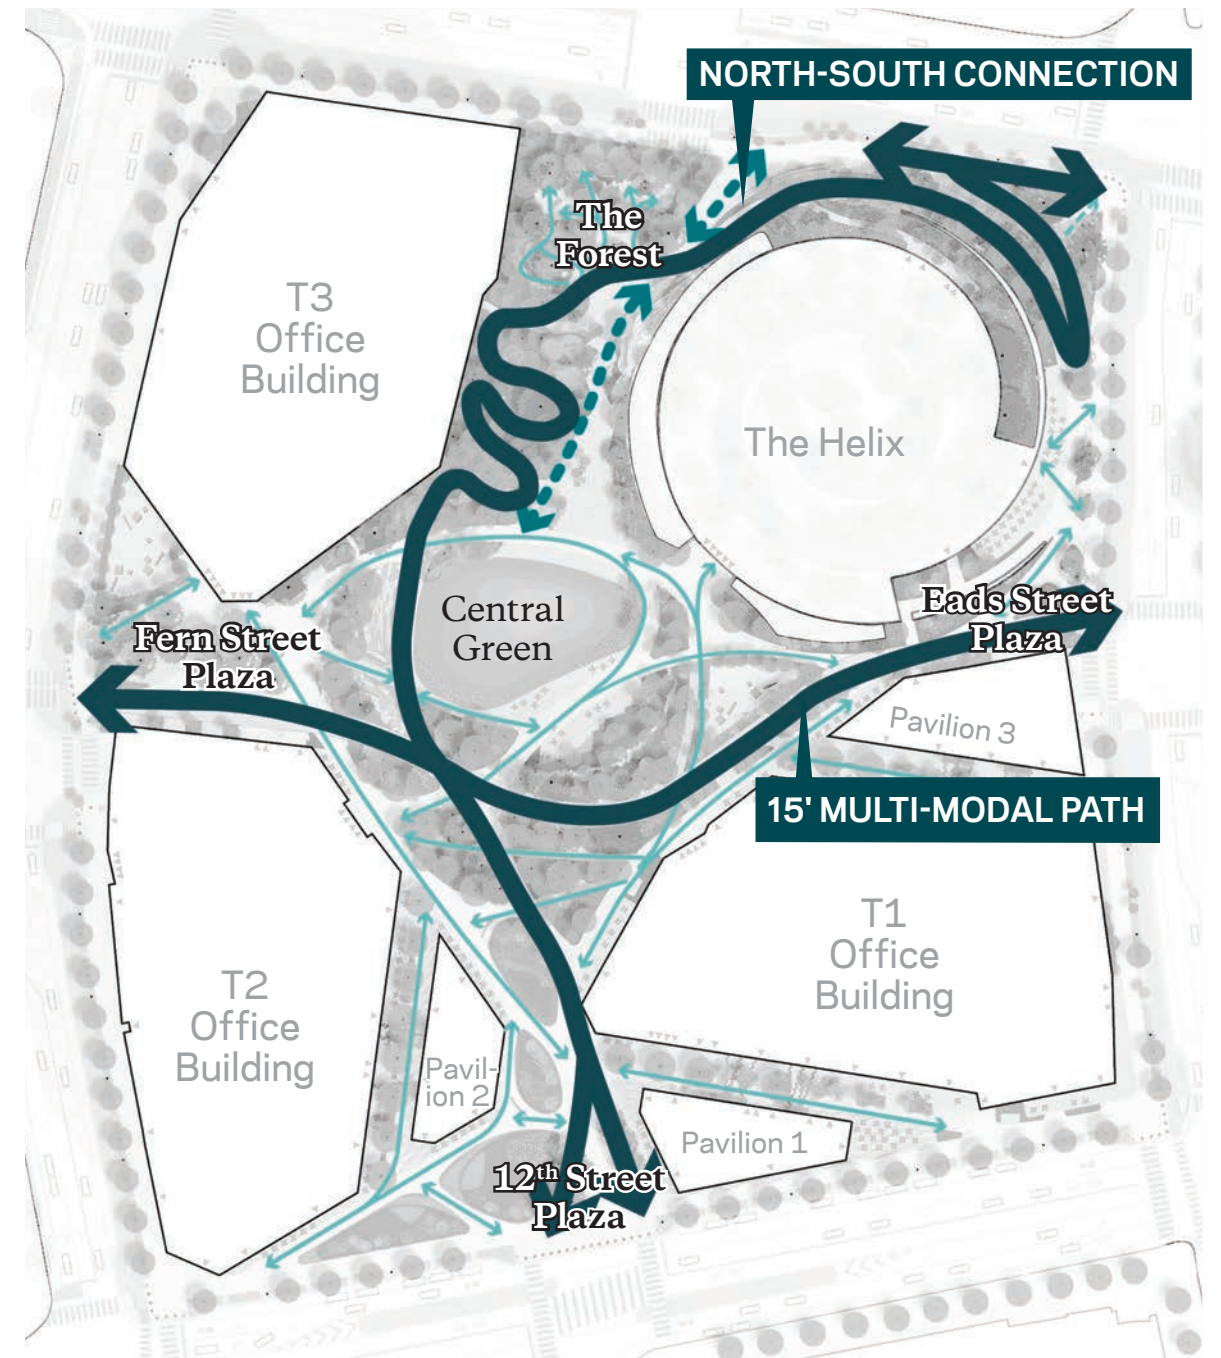 NORTH-SOUTH CONNECTION
The
Forest
T3
Office
Building
The Helix
Central
Green
Eads Street
Plaza
Fern Street
Plaza
Pavilion 3
15' MULTI-MODAL PATH
T1
Office
Building
T2
Office
Building
Pavil-
ion 2
Pavilion 1
12th Street
Plaza